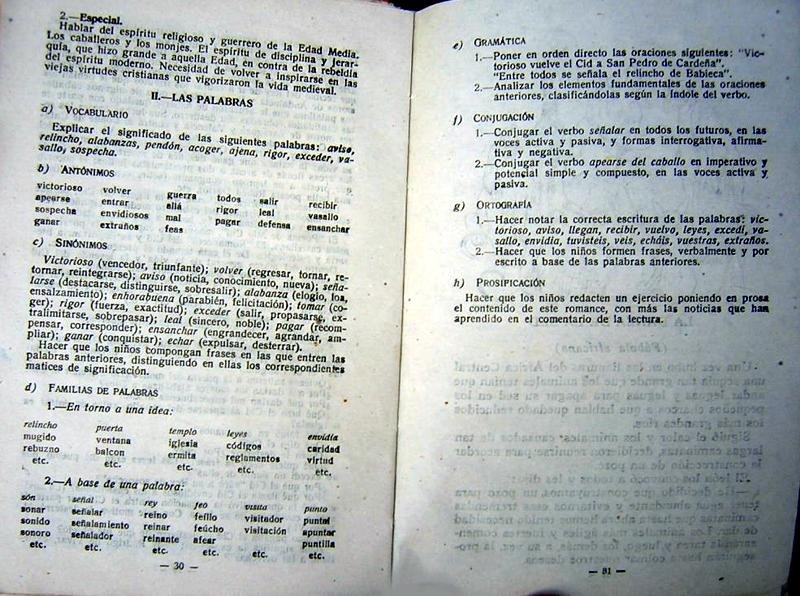 2.—Especial.
Hablar del espíritu religioso y guerrero de la Edad Media.
Los caballeros y los monjes. El espíritu de disciplina y jerar-
quía, que hizo grande a aquella Edad, en contra de la rebeldía
del espíritu moderno. Necesidad de volver a inspirarse en las
viejas virtudes cristianas que vigorizaron la vida medieval.
II.—LAS PALABRAS
a) VOCABULARIO
Explicar el significado de las siguientes palabras: aviso,
relincho, alabanzas, pendón, acoger, ajena, rigor, exceder, va-
sallo, sospecha.
b) ANTÓNIMOS
victorioso volver guerra todos salir recibir
apearse entrar allá rigor leal vasallo
sospecha envidiosos mal pagar defensa ensanchar
ganar extraños feas
c) SINÓNIMOS
Victorioso (vencedor, triunfante); volver (regresar, tornar, re-
tornar, reintegrarse); aviso (noticia, conocimiento, nueva); seña-
larse (destacarse, distinguirse, sobresalir); alabanza (elogio, loa,
ensalzamiento); enhorabuena (parabién, felicitación); tomar (co-
ger); rigor (fuerza, exactitud); exceder (salir, propasarse, ex-
tralimitarse, sobrepasar); leal (sincero, noble); pagar (recom-
pensar, corresponder); ensanchar (engrandecer, agrandar, am-
pliar); ganar (conquistar); echar (expulsar, desterrar).
Hacer que los niños compongan frases en las que entren las
palabras anteriores, distinguiendo en ellas los correspondientes
matices de significación.
d) FAMILIAS DE PALABRAS
1.—En torno a una idea:
relincho puerta templo leyes envidia
mugido ventana iglesia códigos caridad
rebuzno balcon ermita reglamentos virtud
etc. etc. etc. etc. etc.
2.—A base de una palabra:
són señal rey feo visita punto
sonar señalar reino feíllo visitador puntal
sonido señalamiento reinar feúcho visitación apuntar
sonoro señalador reinante afear puntilla
etc. etc. etc. etc. etc. etc.
— 30 —
e) GRAMÁTICA
1.—Poner en orden directo las oraciones siguientes: "Vic-
torioso vuelve el Cid a San Pedro de Cardeña".
"Entre todos se señala el relincho de Babieca".
2.—Analizar los elementos fundamentales de las oraciones
anteriores, clasificándolas según la índole del verbo.
f) CONJUGACIÓN
1.—Conjugar el verbo señalar en todos los futuros, en las
voces activa y pasiva, y formas interrogativa, afirma-
tiva y negativa.
2.—Conjugar el verbo apearse del caballo en imperativo y
potencial simple y compuesto, en las voces activa y
pasiva.
g) ORTOGRAFÍA
1.—Hacer notar la correcta escritura de las palabras: vic-
torioso, aviso, llegan, recibir, vuelvo, leyes, excedí, va-
sallo, envidia, tuvisteis, veis, echáis, vuestras, extraños.
2.—Hacer que los niños formen frases, verbalmente y por
escrito a base de las palabras anteriores.
h) PROSIFICACIÓN
Hacer que los niños redacten un ejercicio poniendo en prosa
el contenido de este romance, con más las noticias que han
aprendido en el comentario de la lectura.
— 31 —